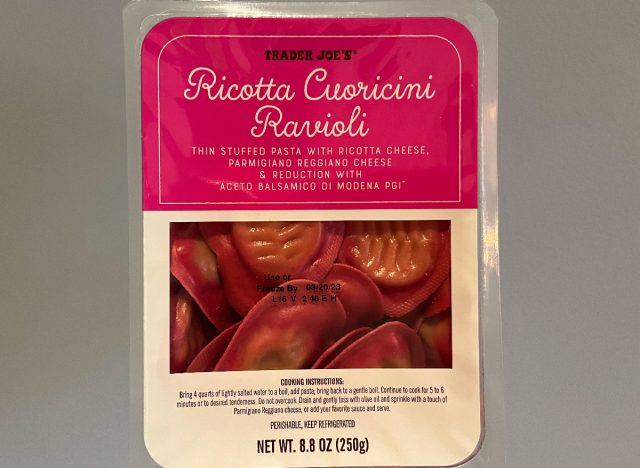 TRADER JOE'S®
Ricotta Cuoricini
Ravioli
THIN STUFFED PASTA WITH RICOTTA CHEESE,
PARMIGIANO REGGIANO CHEESE
& REDUCTION WITH
"ACETO BALSAMICO DI MODENA PGI"
Use or
Freeze By 03/20/23
L16 V 2 48 E H
COOKING INSTRUCTIONS:
Bring 4 quarts of lightly salted water to a boil, add pasta; bring back to a gentle boil. Continue to cook for 5 to 6
minutes or to desired tenderness. Do not overcook. Drain and gently toss with olive oil and sprinkle with a touch of
Parmigiano Reggiano cheese, or add your favorite sauce and serve.
PERISHABLE, KEEP REFRIGERATED
NET WT. 8.8 OZ (250g)